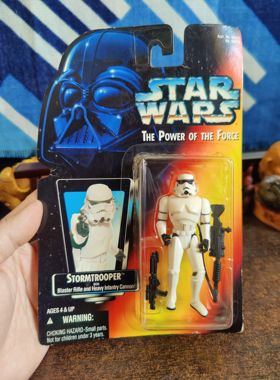 STAR
WARS
THE POWER OF THE FORCE
STORMTROOPER
WITH
Blaster Rifle and Heavy Infantry Cannon!
AGES 4 & UP
WARNING:
CHOKING HAZARD-Small parts.
Not for children under 3 years.